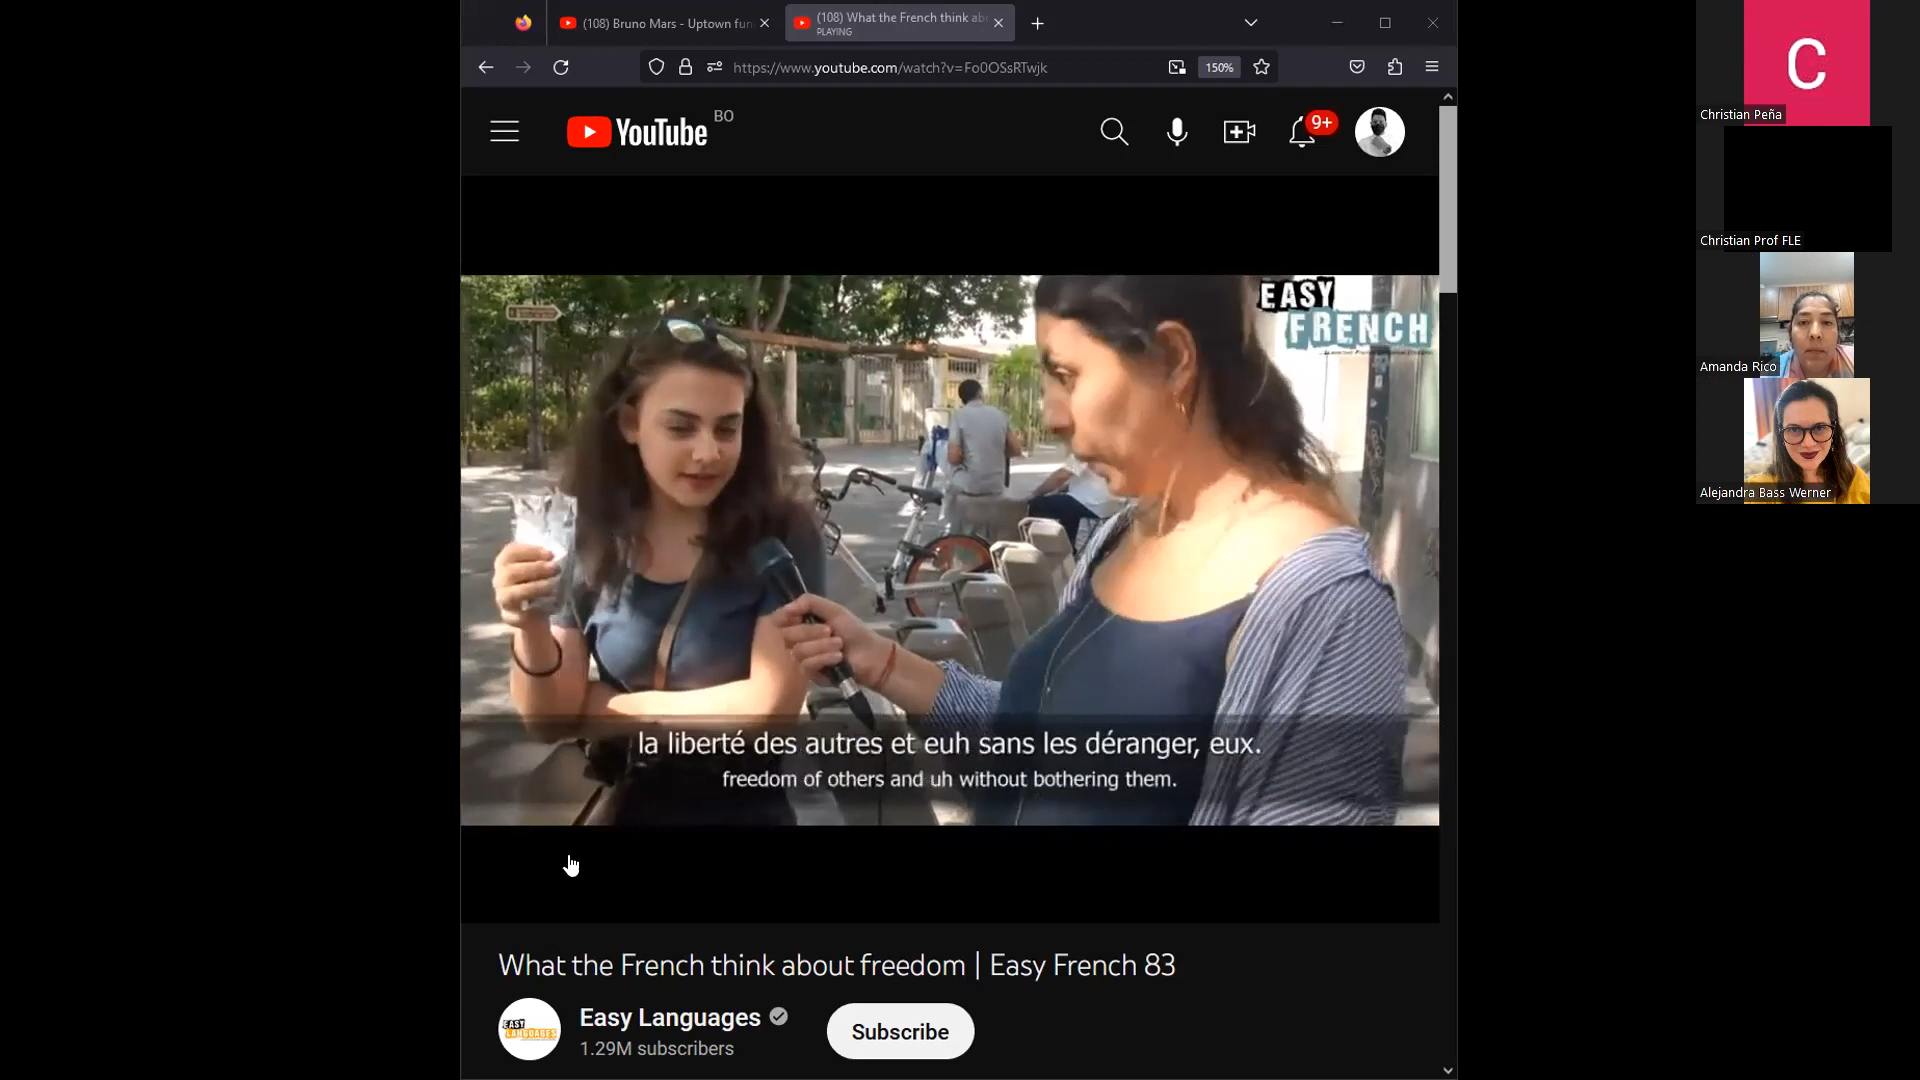 (108) Bruno Mars - Uptown fun
(108) What the French think abo
PLAYING
https://www.youtube.com/watch?v=Fo0OSsRTwjk
150%
YouTube
BO
9+
EASY
FRENCH
la liberté des autres et euh sans les déranger, eux.
freedom of others and uh without bothering them.
What the French think about freedom | Easy French 83
EASY
LANGUAGES
Easy Languages
1.29M subscribers
Subscribe
C
Christian Peña
Christian Prof FLE
Amanda Rico
Alejandra Bass Werner